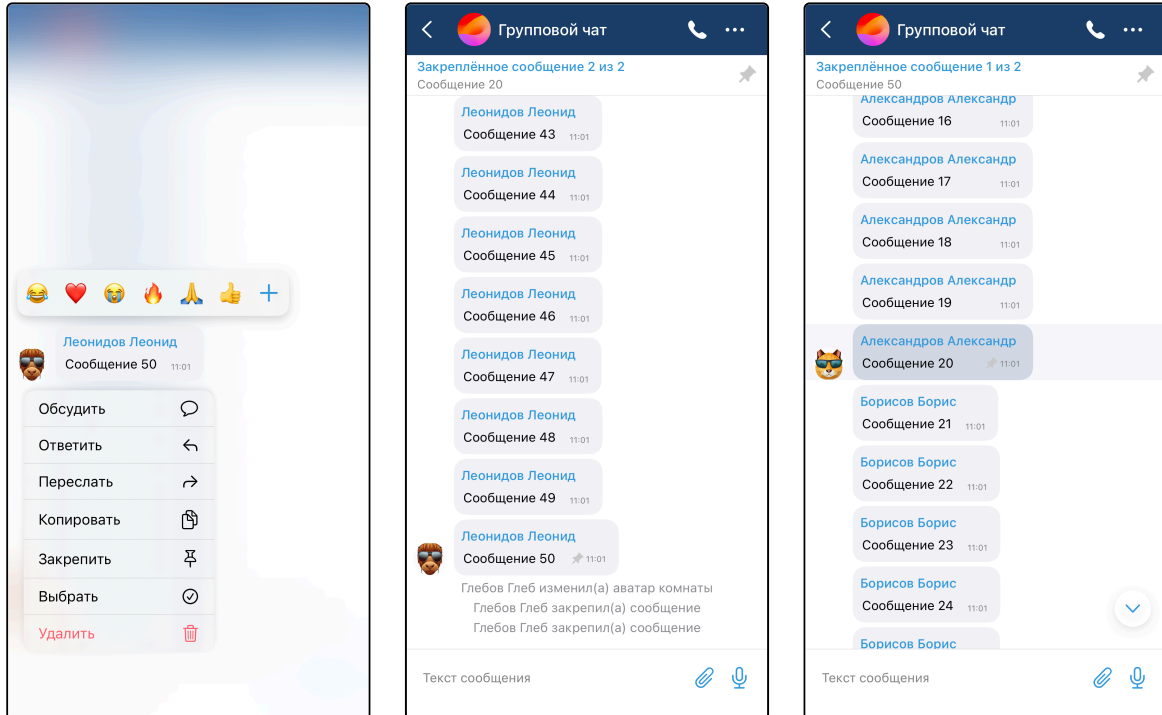 Леонидов Леонид
Сообщение 50 11:01
Обсудить
Ответить
Переслать
Копировать
Закрепить
Выбрать
Удалить
Групповой чат
Закреплённое сообщение 2 из 2
Сообщение 20
Леонидов Леонид
Сообщение 43 11:01
Леонидов Леонид
Сообщение 44 11:01
Леонидов Леонид
Сообщение 45 11:01
Леонидов Леонид
Сообщение 46 11:01
Леонидов Леонид
Сообщение 47 11:01
Леонидов Леонид
Сообщение 48 11:01
Леонидов Леонид
Сообщение 49 11:01
Леонидов Леонид
Сообщение 50 11:01
Глебов Глеб изменил(а) аватар комнаты
Глебов Глеб закрепил(а) сообщение
Глебов Глеб закрепил(а) сообщение
Текст сообщения
Групповой чат
Закреплённое сообщение 1 из 2
Сообщение 50
Александров Александр
Сообщение 16 11:01
Александров Александр
Сообщение 17 11:01
Александров Александр
Сообщение 18 11:01
Александров Александр
Сообщение 19 11:01
Александров Александр
Сообщение 20 11:01
Борисов Борис
Сообщение 21 11:01
Борисов Борис
Сообщение 22 11:01
Борисов Борис
Сообщение 23 11:01
Борисов Борис
Сообщение 24 11:01
Борисов Борис
Текст сообщения